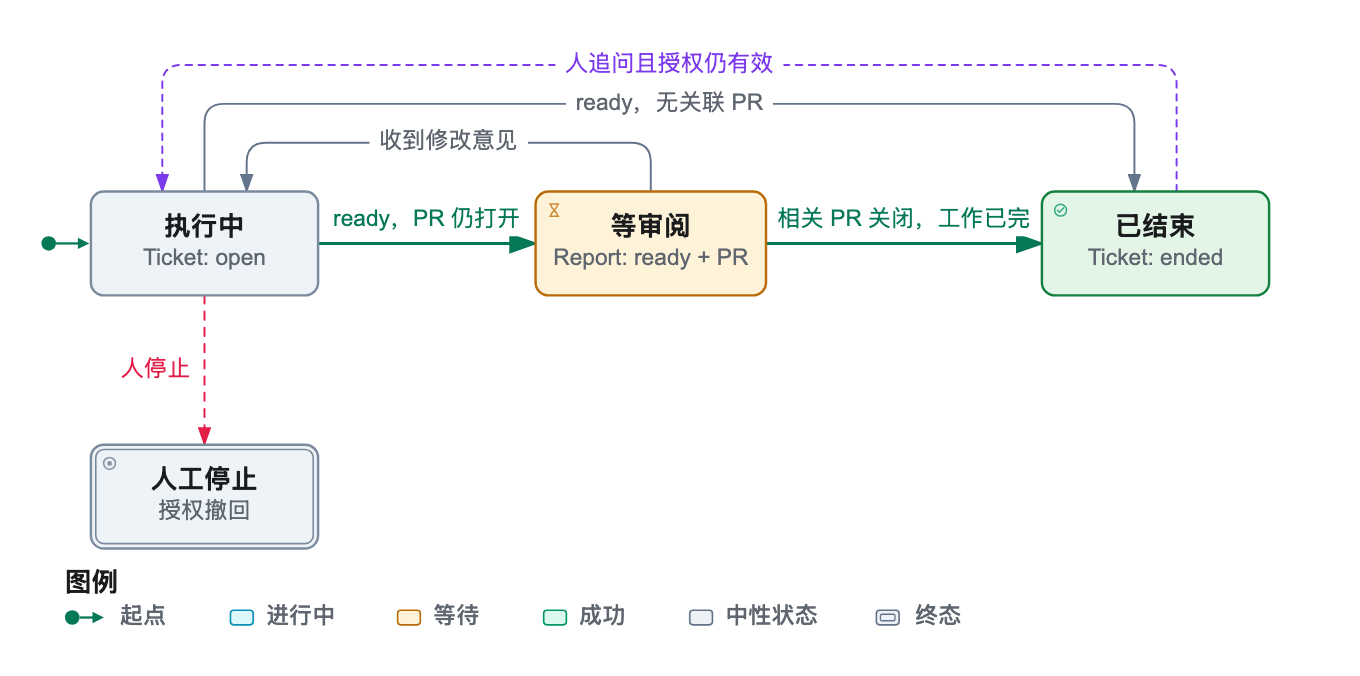 人追问且授权仍有效
ready，无关联 PR
收到修改意见
执行中
Ticket: open
ready，PR 仍打开
等审阅
Report: ready + PR
相关 PR 关闭，工作已完
已结束
Ticket: ended
人停止
人工停止
授权撤回
图例
起点
进行中
等待
成功
中性状态
终态